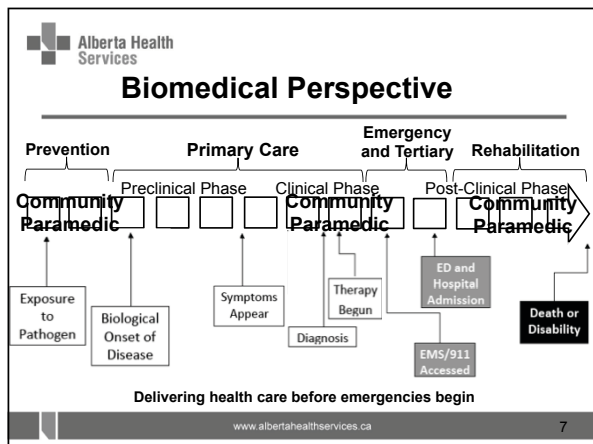 Alberta Health
Services
Biomedical Perspective
Prevention
Primary Care
Emergency
and Tertiary
Rehabilitation
Preclinical Phase
Clinical Phase
Post-Clinical Phase
Community
Paramedic
Community
Paramedic
Community
Paramedic
Exposure
to
Pathogen
Biological
Onset of
Disease
Symptoms
Appear
Diagnosis
Therapy
Begun
EMS/911
Accessed
ED and
Hospital
Admission
Death or
Disability
Delivering health care before emergencies begin
www.albertahealthservices.ca
7